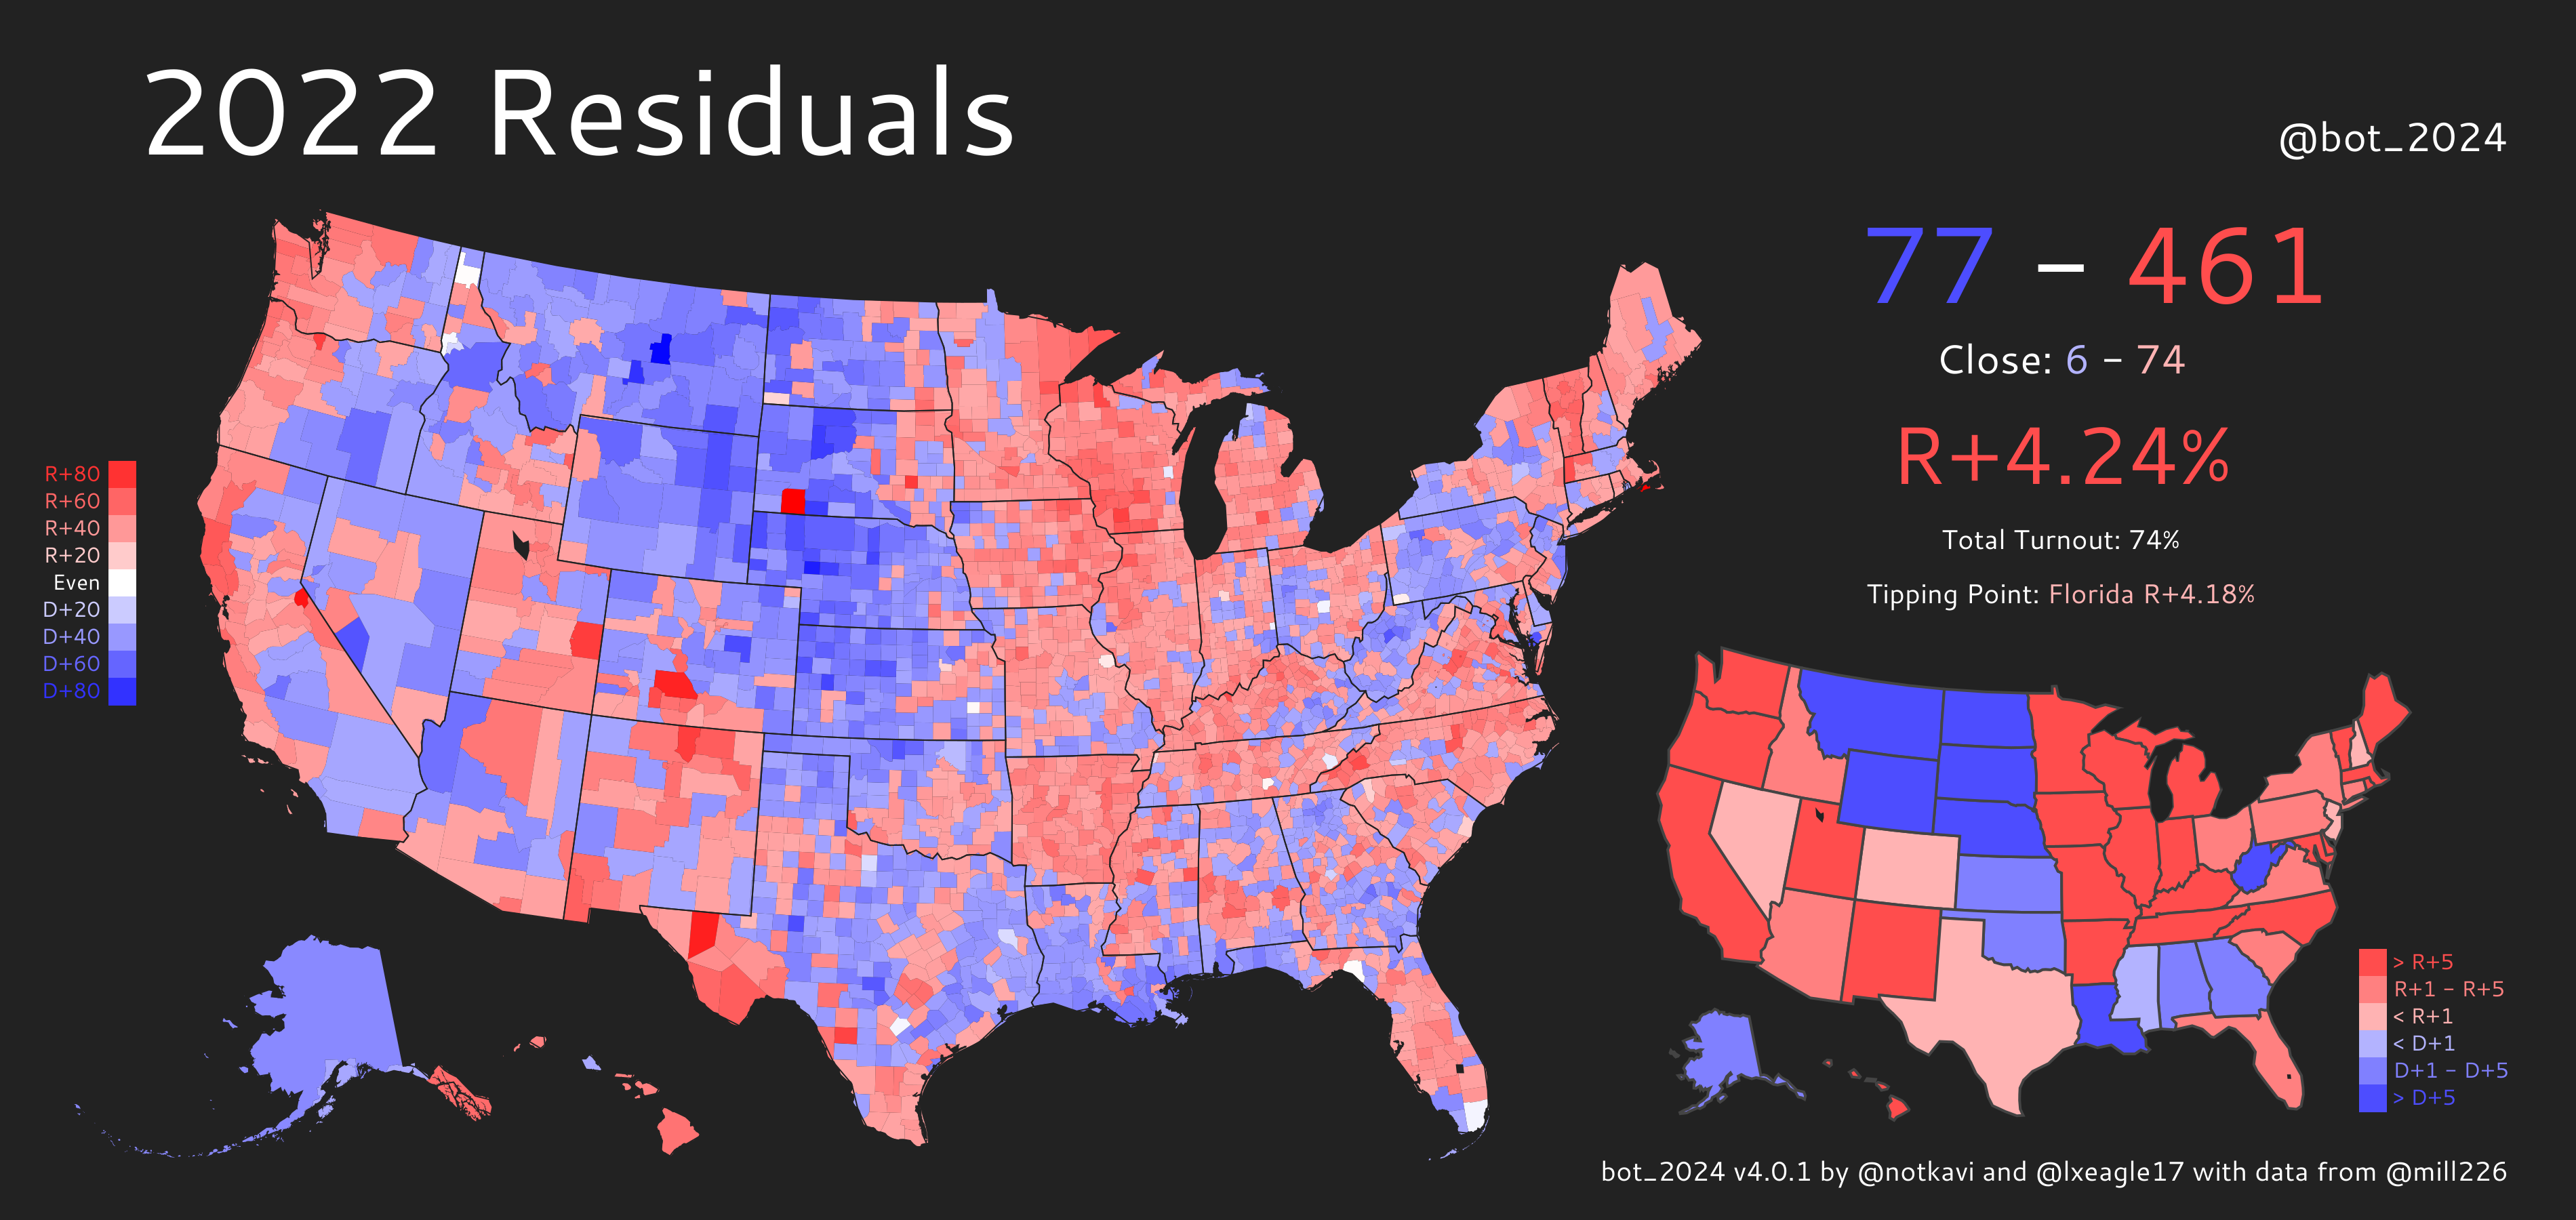 2022 Residuals
@bot_2024
77 – 461
Close: 6 – 74
R+4.24%
Total Turnout: 74%
Tipping Point: Florida R+4.18%
R+80
R+60
R+40
R+20
Even
D+20
D+40
D+60
D+80
> R+5
R+1 – R+5
< R+1
< D+1
D+1 – D+5
> D+5
bot_2024 v4.0.1 by @notkavi and @lxeagle17 with data from @mill226